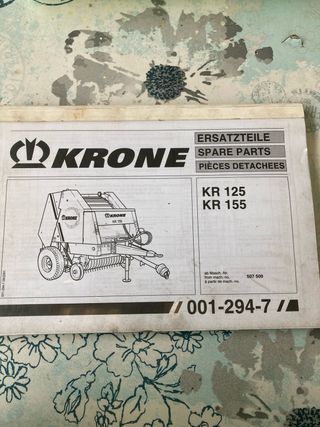 KRONE
ERSATZTEILE
SPARE PARTS
PIÈCES DETACHEES
KR 125
KR 155
KRONE
ab Masch.-Nr.
from mach. no. 507 500
à partir de mach. no.
// 001-294-7 //